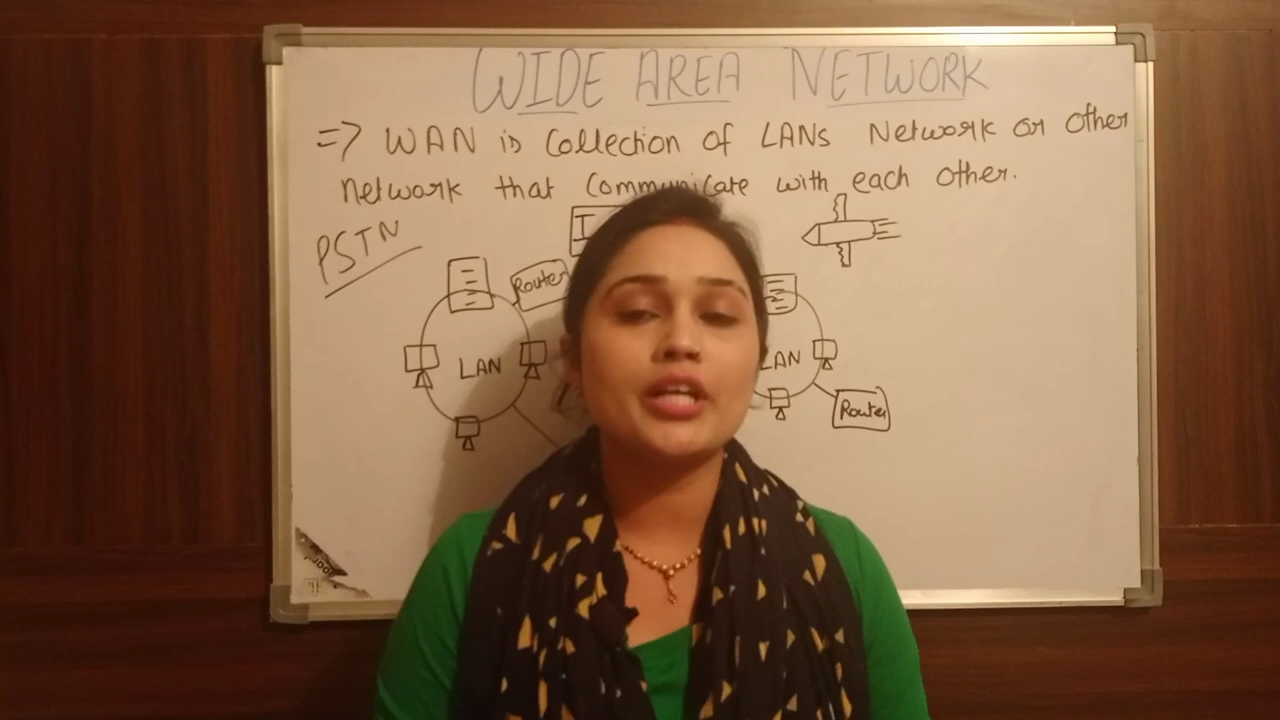 WIDE AREA NETWORK
=> WAN is Collection of LANs Network or other
network that Communicate with each other.
PSTN
Router
LAN
LAN
Router